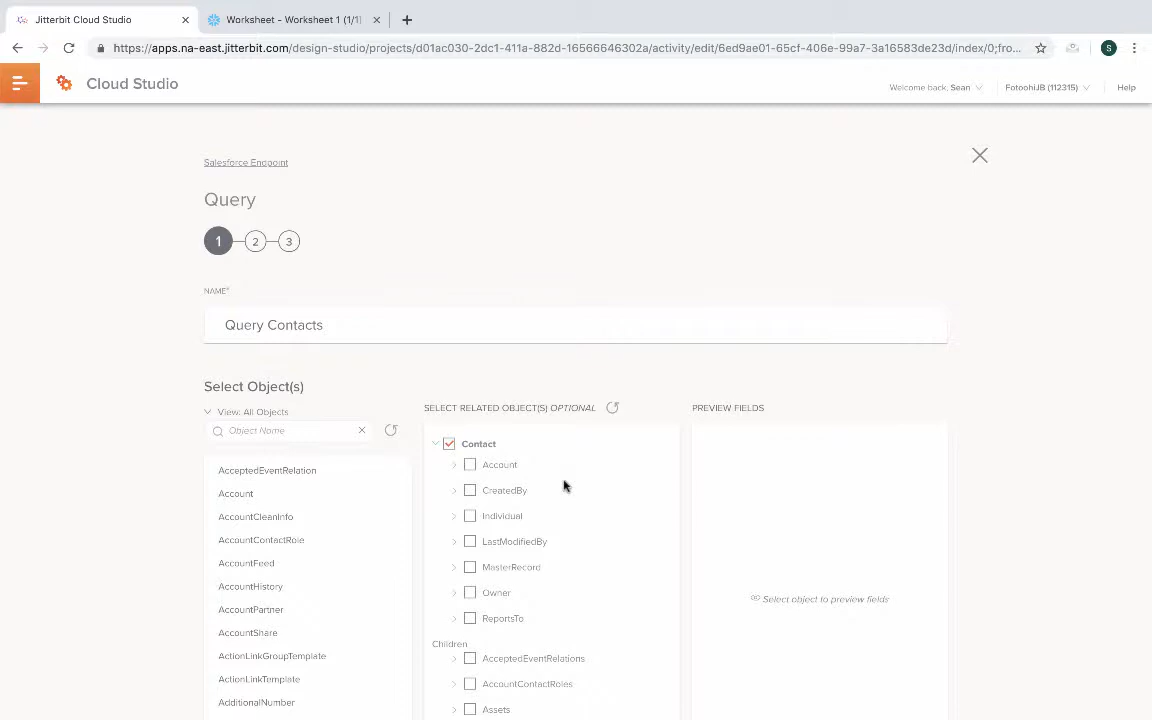 Jitterbit Cloud Studio
Worksheet - Worksheet 1 (1/1)
https://apps.na-east.jitterbit.com/design-studio/projects/d01ac030-2dc1-411a-882d-16566646302a/activity/edit/6ed9ae01-65cf-406e-99a7-3a16583de23d/index/0;fro...
S
Cloud Studio
Welcome back, Sean
FotoohiJB (112315)
Help
Salesforce Endpoint
Query
1
2
3
NAME*
Query Contacts
Select Object(s)
View: All Objects
Object Name
AcceptedEventRelation
Account
AccountCleanInfo
AccountContactRole
AccountFeed
AccountHistory
AccountPartner
AccountShare
ActionLinkGroupTemplate
ActionLinkTemplate
AdditionalNumber
SELECT RELATED OBJECT(S) OPTIONAL
Contact
Account
CreatedBy
Individual
LastModifiedBy
MasterRecord
Owner
ReportsTo
Children
AcceptedEventRelations
AccountContactRoles
Assets
PREVIEW FIELDS
Select object to preview fields